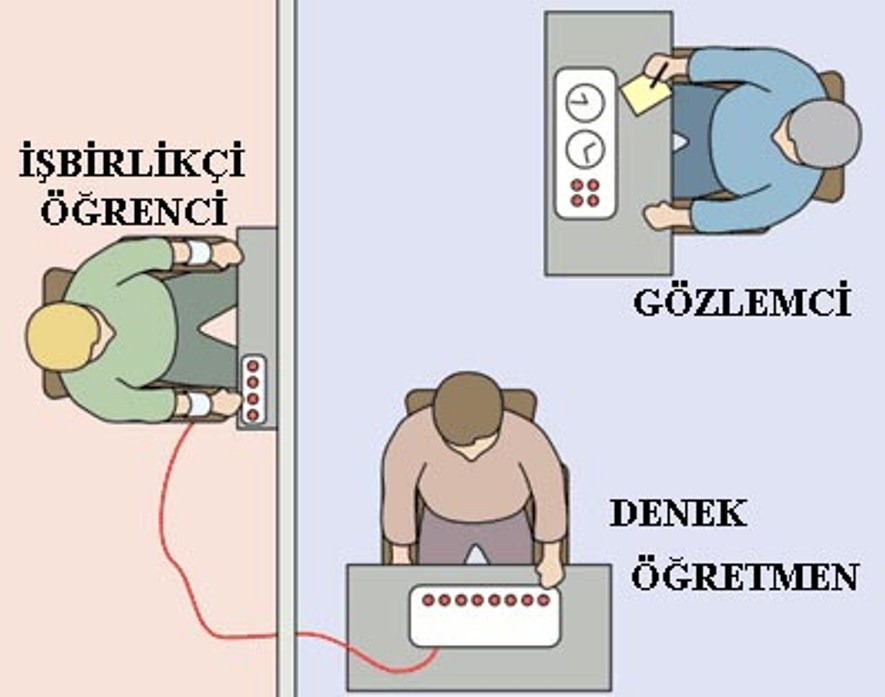 İŞBİRLİKÇİ
ÖĞRENCİ
GÖZLEMCİ
DENEK
ÖĞRETMEN